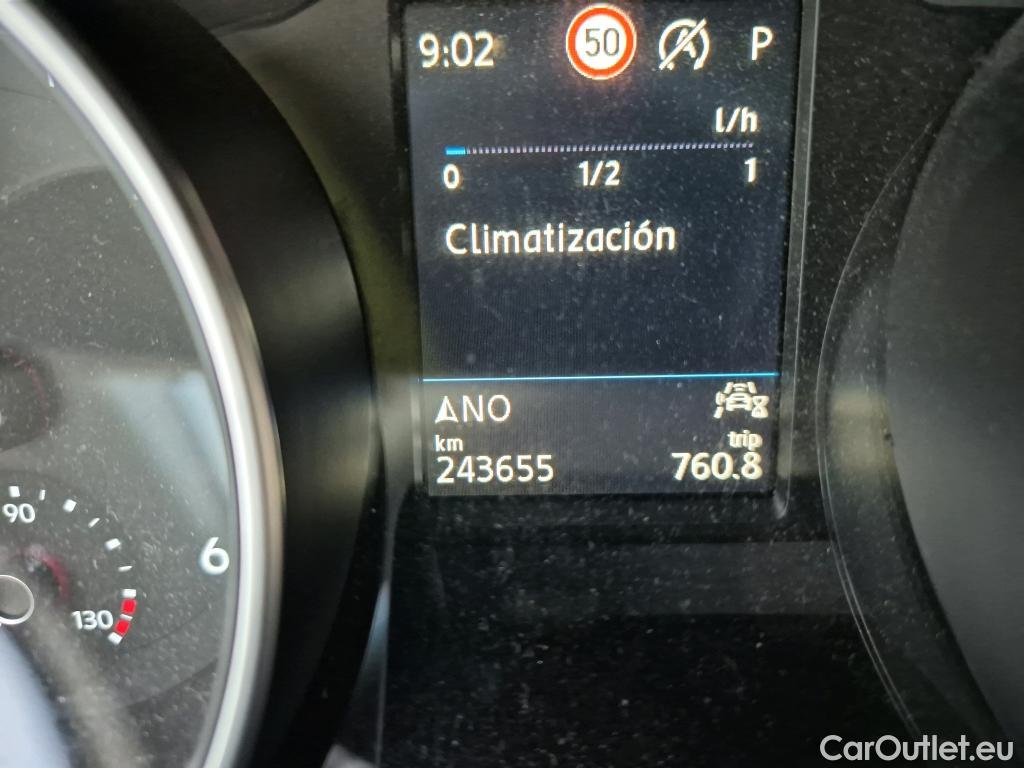 9:02 50 A P
l/h
0 1/2 1
Climatización
NO
km trip
243655 760.8
90
6
130
CarOutlet.eu